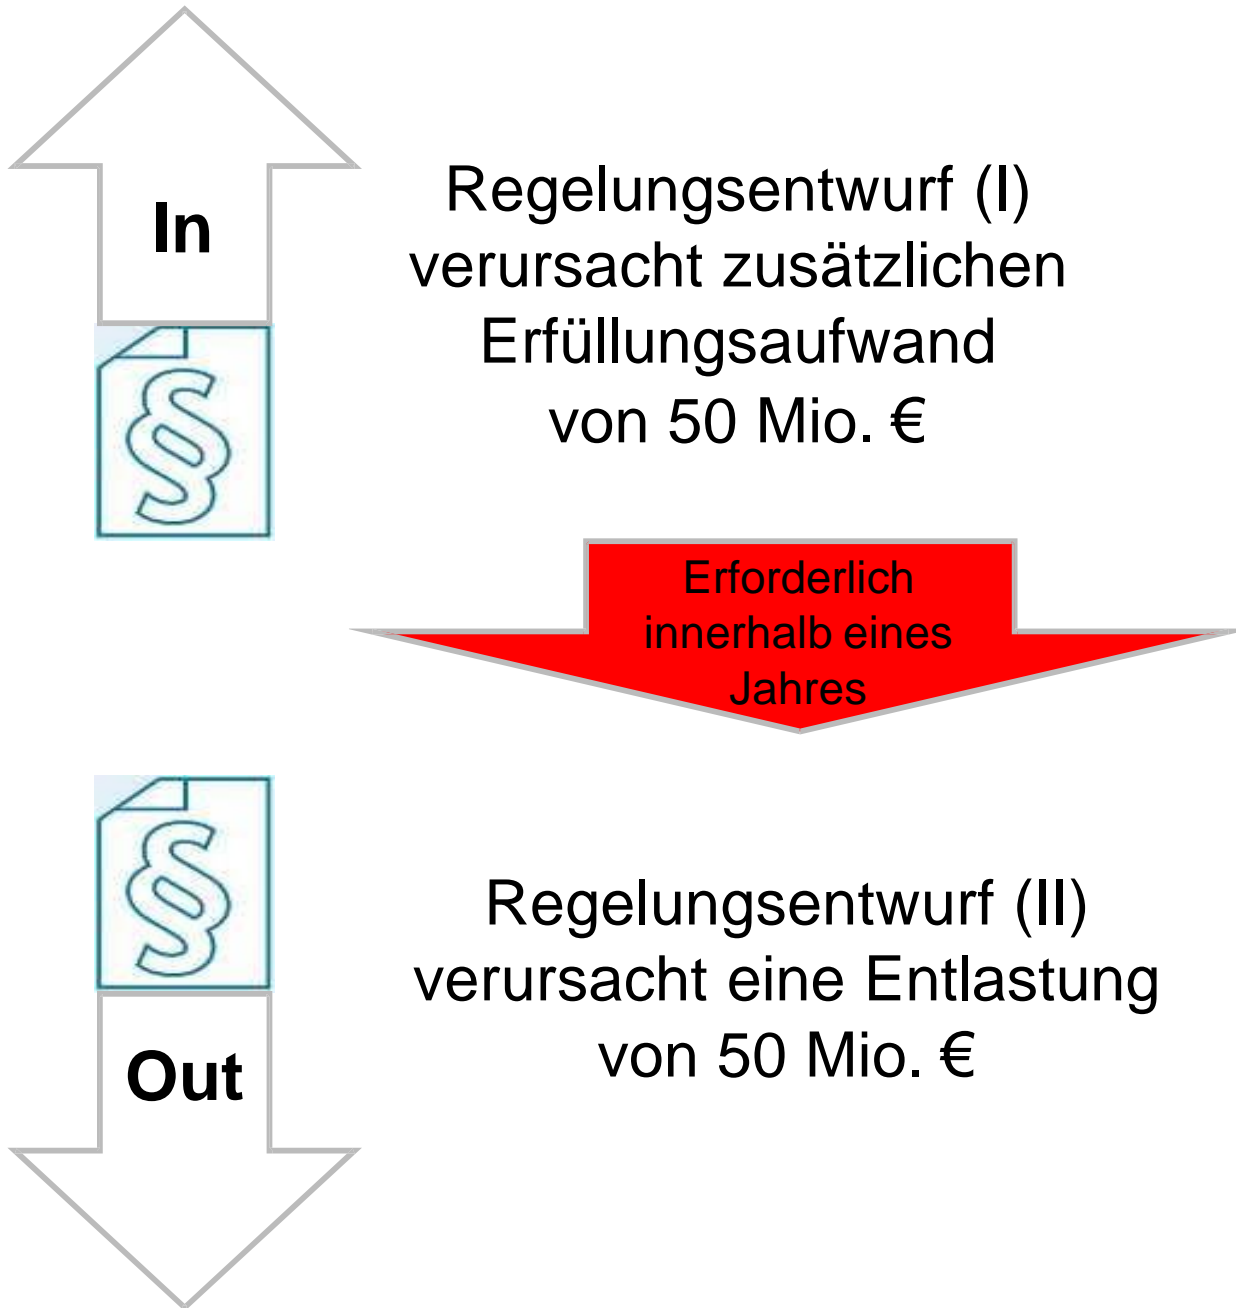 In
Regelungsentwurf (I)
verursacht zusätzlichen
Erfüllungsaufwand
von 50 Mio. €
§
Erforderlich
innerhalb eines
Jahres
§
Regelungsentwurf (II)
verursacht eine Entlastung
von 50 Mio. €
Out